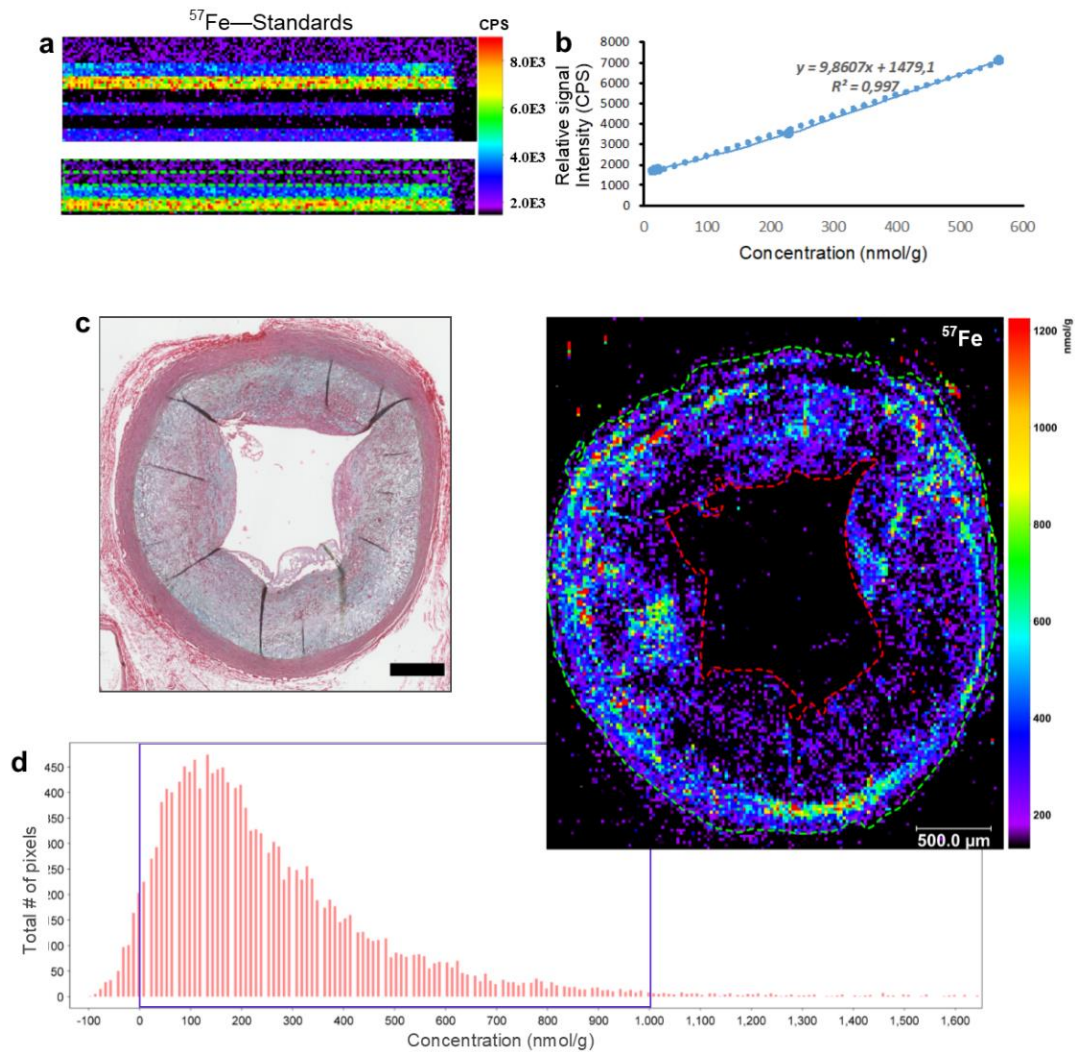 ⁵⁷Fe—Standards
a
CPS
8.0E3
6.0E3
4.0E3
2.0E3
b
Relative signal
Intensity (CPS)
8000
7000
6000
5000
4000
3000
2000
1000
0
y = 9,8607x + 1479,1
R² = 0,997
0 100 200 300 400 500 600
Concentration (nmol/g)
c
⁵⁷Fe
500.0 µm
nmol/g
1200
1000
800
600
400
200
d
Total # of pixels
450
400
350
250
200
100
50
0
-100 0 100 200 300 400 500 600 700 800 900 1,000 1,100 1,200 1,300 1,400 1,500 1,600
Concentration (nmol/g)